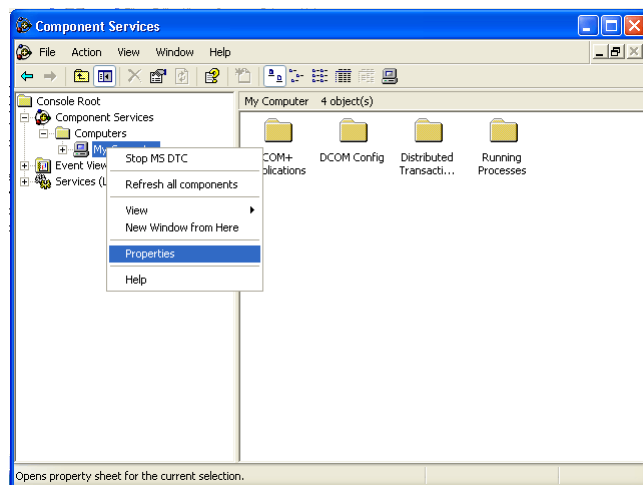 Component Services
File Action View Window Help
Console Root
My Computer 4 object(s)
Component Services
Computers
My
Event View
Services (L
Stop MS DTC
Refresh all components
View
New Window from Here
Properties
Help
COM+
plications
DCOM Config
Distributed
Transacti...
Running
Processes
Opens property sheet for the current selection.